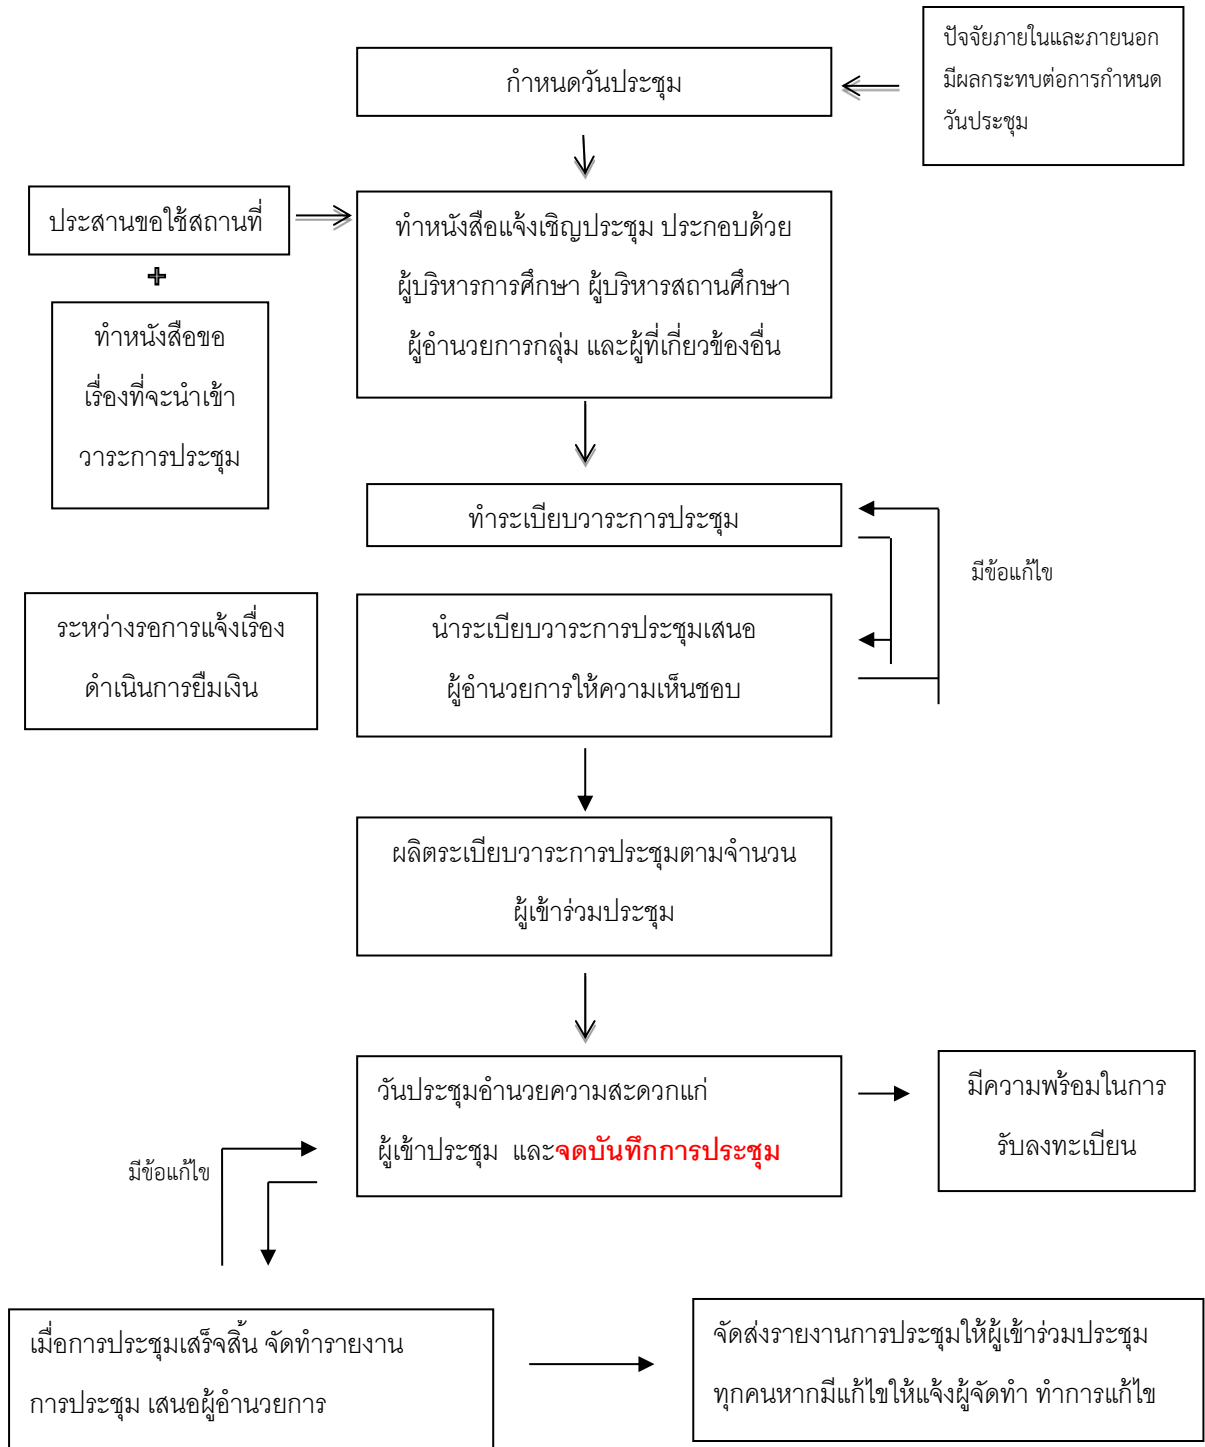 ปัจจัยภายในและภายนอก
มีผลกระทบต่อการกำหนด
วันประชุม
กำหนดวันประชุม
ประสานขอใช้สถานที่
+
ทำหนังสือขอ
เรื่องที่จะนำเข้า
วาระการประชุม
ทำหนังสือแจ้งเชิญประชุม ประกอบด้วย
ผู้บริหารการศึกษา ผู้บริหารสถานศึกษา
ผู้อำนวยการกลุ่ม และผู้ที่เกี่ยวข้องอื่น
ทำระเบียบวาระการประชุม
มีข้อแก้ไข
ระหว่างรอการแจ้งเรื่อง
ดำเนินการยืมเงิน
นำระเบียบวาระการประชุมเสนอ
ผู้อำนวยการให้ความเห็นชอบ
ผลิตระเบียบวาระการประชุมตามจำนวน
ผู้เข้าร่วมประชุม
วันประชุมอำนวยความสะดวกแก่
ผู้เข้าประชุม และจดบันทึกการประชุม
มีความพร้อมในการ
รับลงทะเบียน
มีข้อแก้ไข
เมื่อการประชุมเสร็จสิ้น จัดทำรายงาน
การประชุม เสนอผู้อำนวยการ
จัดส่งรายงานการประชุมให้ผู้เข้าร่วมประชุม
ทุกคนหากมีแก้ไขให้แจ้งผู้จัดทำ ทำการแก้ไข